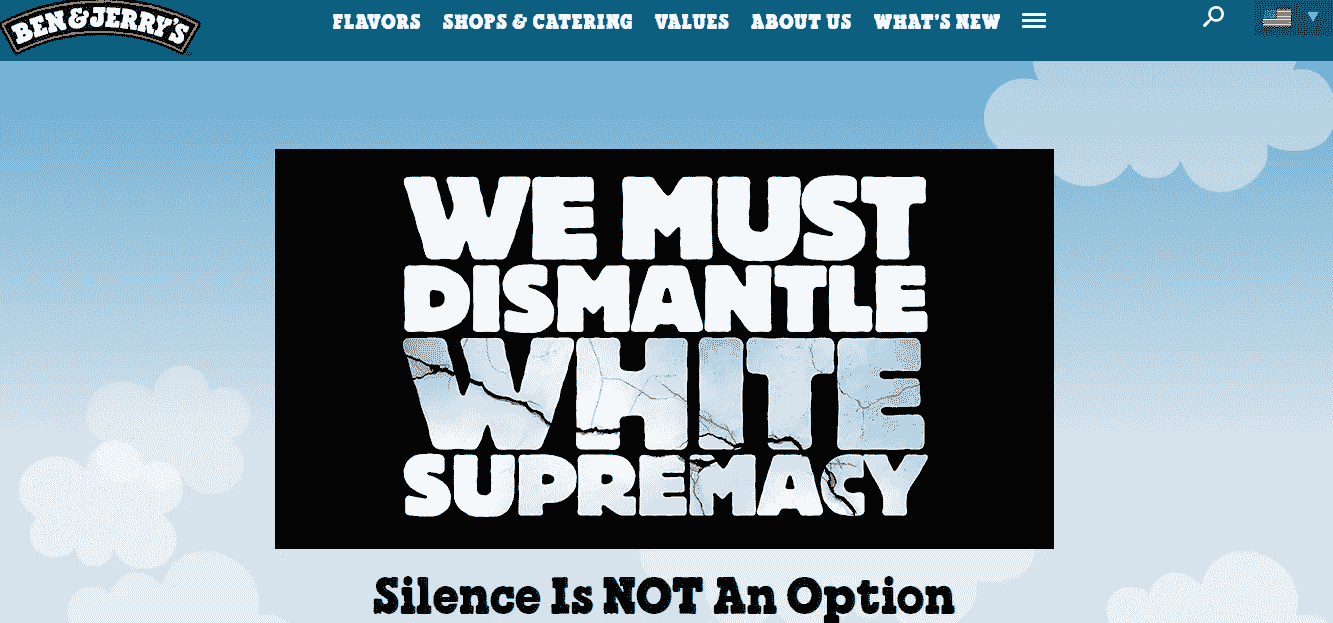 BEN & JERRY'S
FLAVORS SHOPS & CATERING VALUES ABOUT US WHAT'S NEW
WE MUST
DISMANTLE
WHITE
SUPREMACY
Silence Is NOT An Option